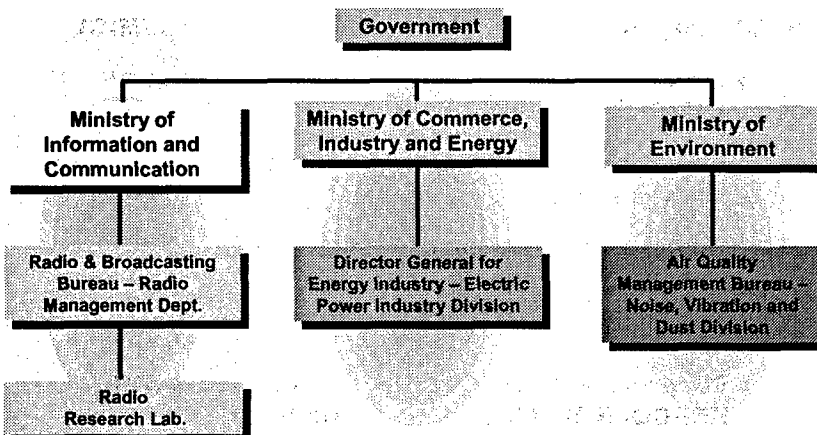 Government
Ministry of
Information and
Communication
Ministry of Commerce,
Industry and Energy
Ministry of
Environment
Radio & Broadcasting
Bureau – Radio
Management Dept.
Director General for
Energy Industry – Electric
Power Industry Division
Air Quality
Management Bureau –
Noise, Vibration and
Dust Division
Radio
Research Lab.